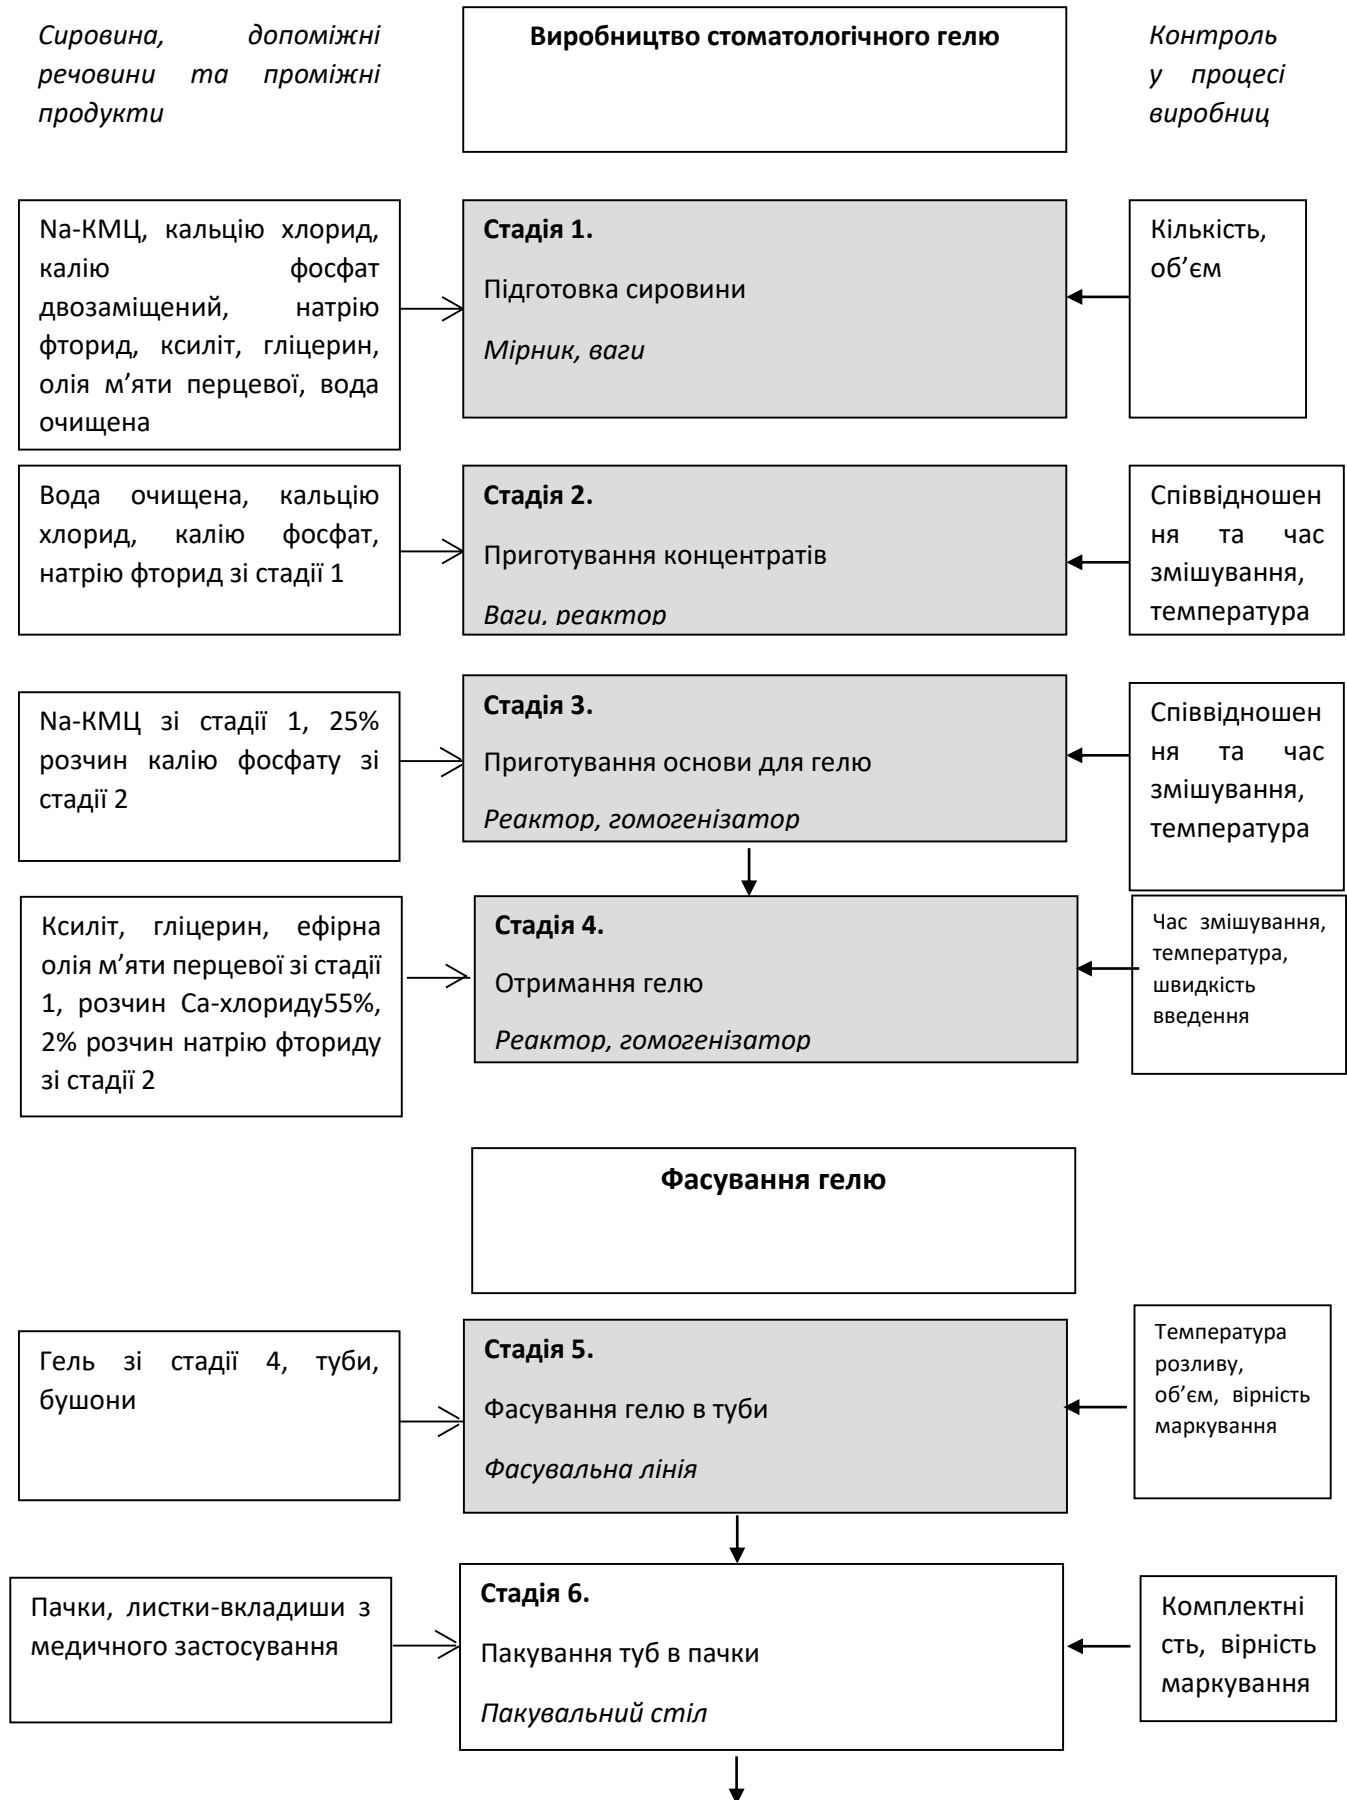 Сировина, допоміжні
речовини та проміжні
продукти
Виробництво стоматологічного гелю
Контроль
у процесі
виробниц
Na-КМЦ, кальцію хлорид,
калію фосфат
двозаміщений, натрію
фторид, ксиліт, гліцерин,
олія м’яти перцевої, вода
очищена
Стадія 1.
Підготовка сировини
Мірник, ваги
Кількість,
об’єм
Вода очищена, кальцію
хлорид, калію фосфат,
натрію фторид зі стадії 1
Стадія 2.
Приготування концентратів
Ваги, реактор
Співвідношен
ня та час
змішування,
температура
Na-КМЦ зі стадії 1, 25%
розчин калію фосфату зі
стадії 2
Стадія 3.
Приготування основи для гелю
Реактор, гомогенізатор
Співвідношен
ня та час
змішування,
температура
Ксиліт, гліцерин, ефірна
олія м’яти перцевої зі стадії
1, розчин Са-хлориду55%,
2% розчин натрію фториду
зі стадії 2
Стадія 4.
Отримання гелю
Реактор, гомогенізатор
Час змішування,
температура,
швидкість
введення
Фасування гелю
Гель зі стадії 4, туби,
бушони
Стадія 5.
Фасування гелю в туби
Фасувальна лінія
Температура
розливу,
об’єм, вірність
маркування
Пачки, листки-вкладиши з
медичного застосування
Стадія 6.
Пакування туб в пачки
Пакувальний стіл
Комплектні
сть, вірність
маркування